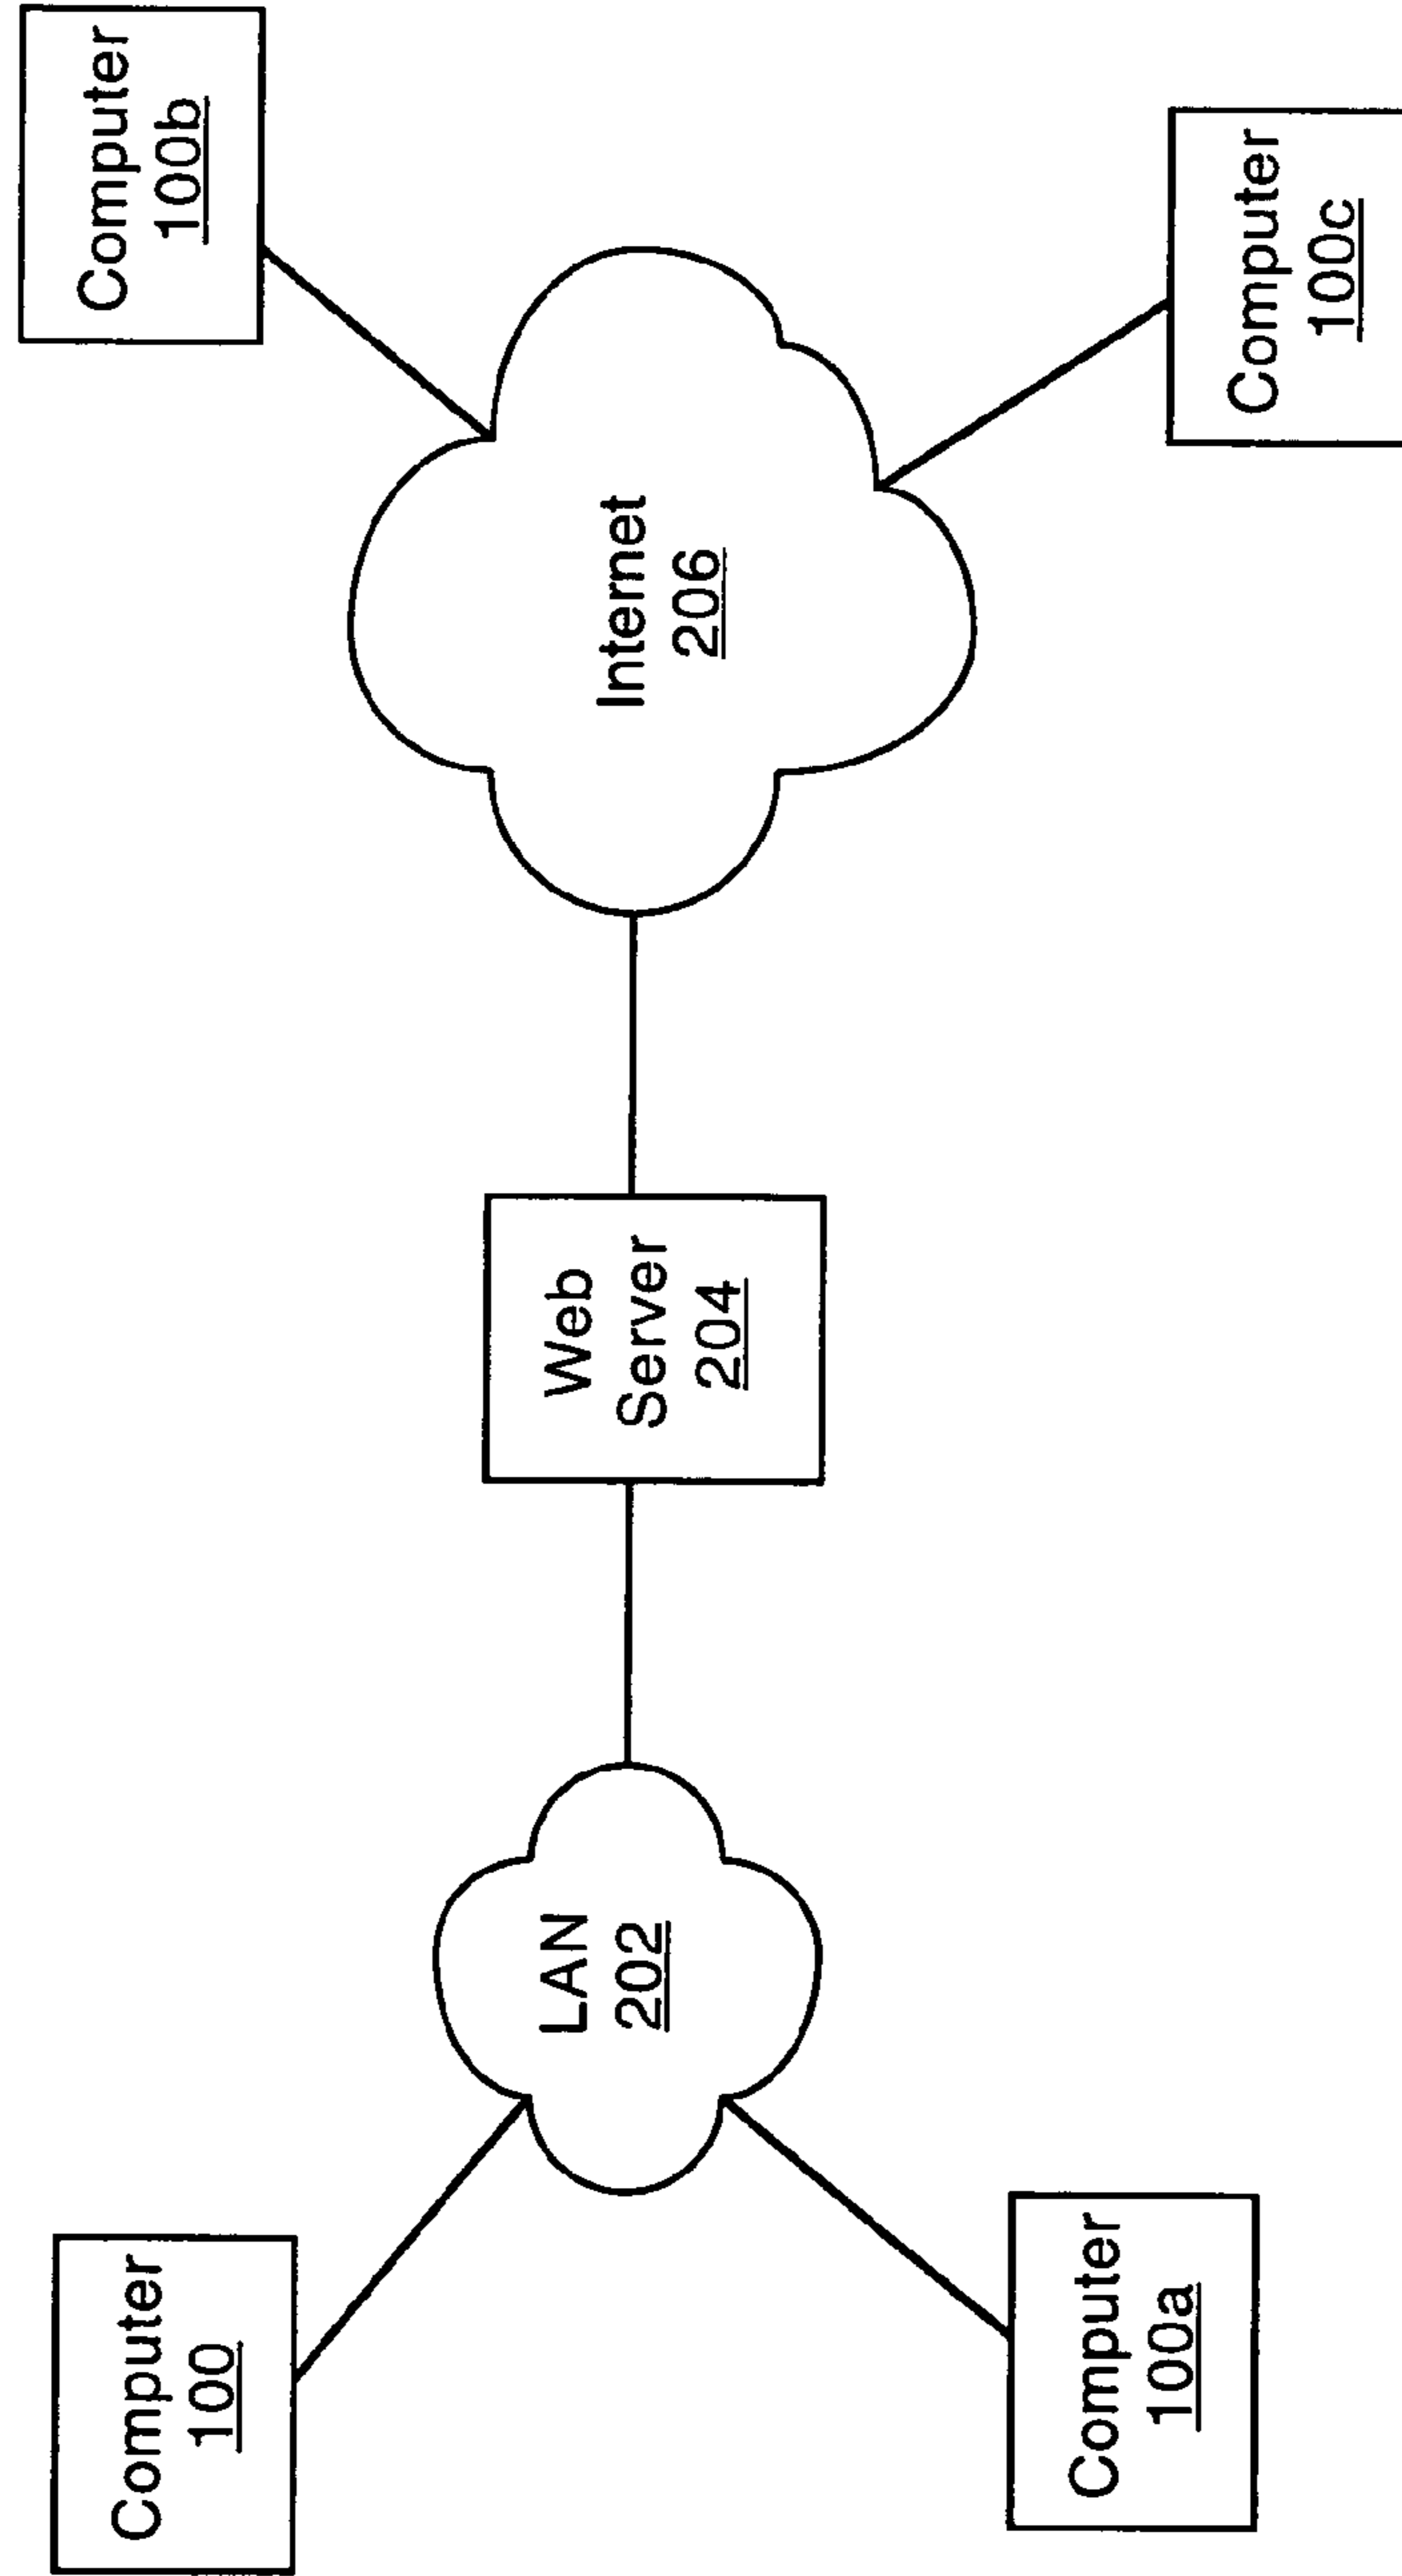 Computer
100
Computer
100a
LAN
202
Web
Server
204
Internet
206
Computer
100b
Computer
100c